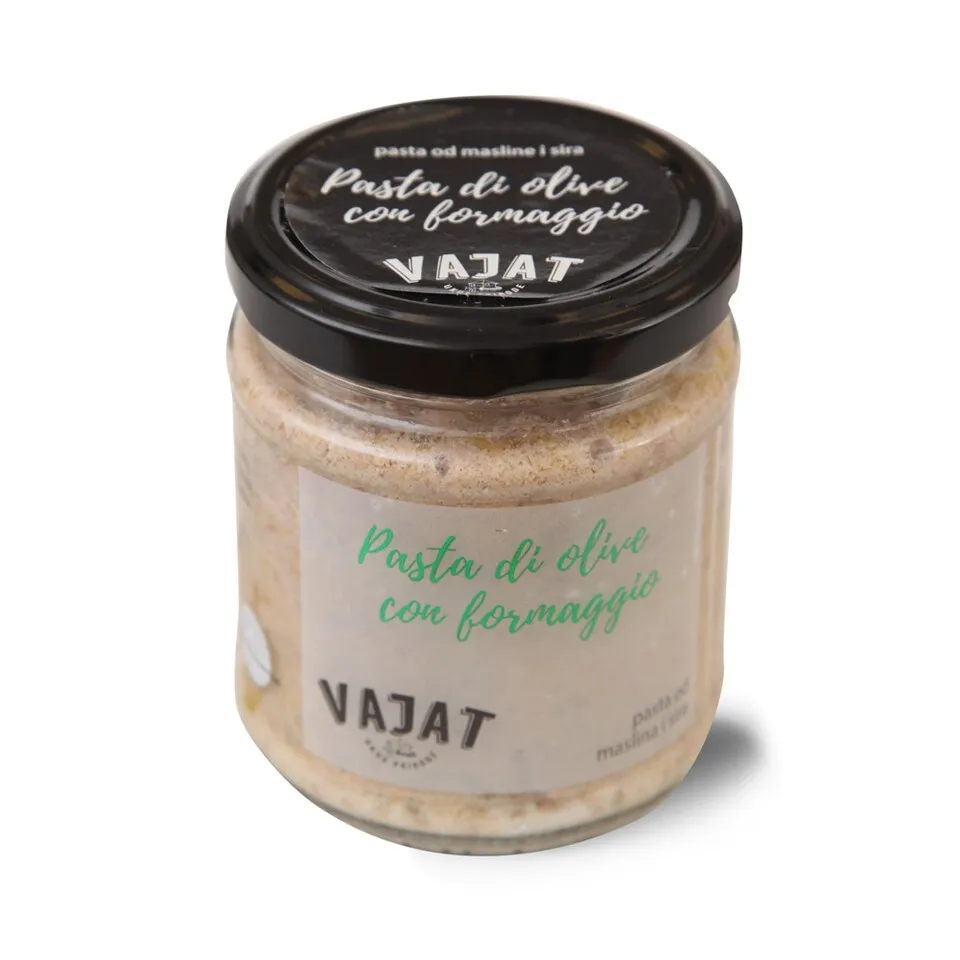 pasta od masline i sira
Pasta di olive
con formaggio
VAJAT
Pasta di olive
con formaggio
VAJAT
pasta od
maslina i sira